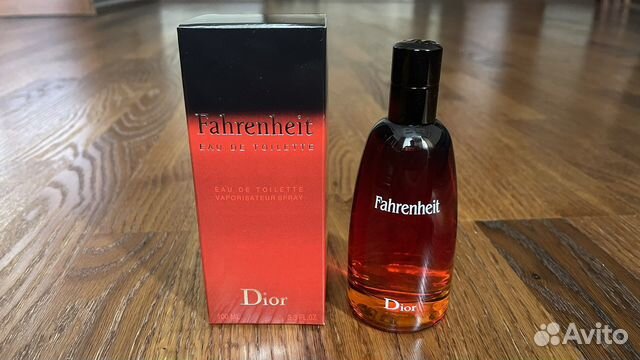 Fahrenheit
EAU DE TOILETTE
EAU DE TOILETTE
VAPORISATEUR SPRAY
Dior
100 ML 3.3 FL.OZ
Fahrenheit
Dior
Avito